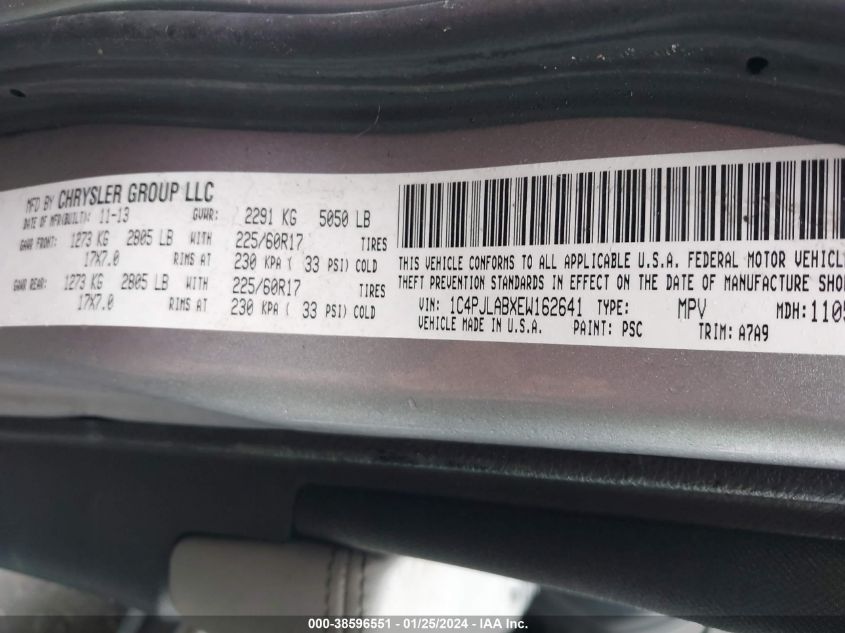 MFD BY CHRYSLER GROUP LLC
DATE OF MFR(BUILT): 11-13 GVWR: 2291 KG 5050 LB
GAWR FRONT: 1273 KG 2805 LB WITH 225/60R17 TIRES
17X7.0 RIMS AT 230 KPA ( 33 PSI) COLD
GAWR REAR: 1273 KG 2805 LB WITH 225/60R17 TIRES
17X7.0 RIMS AT 230 KPA ( 33 PSI) COLD
THIS VEHICLE CONFORMS TO ALL APPLICABLE U.S.A. FEDERAL MOTOR VEHICLE
THEFT PREVENTION STANDARDS IN EFFECT ON THE DATE OF MANUFACTURE SHO
VIN: 1C4PJLABXEW162641 TYPE: MPV MDH: 1105
VEHICLE MADE IN U.S.A. PAINT: PSC TRIM: A7A9
000-38596551 - 01/25/2024 - IAA Inc.